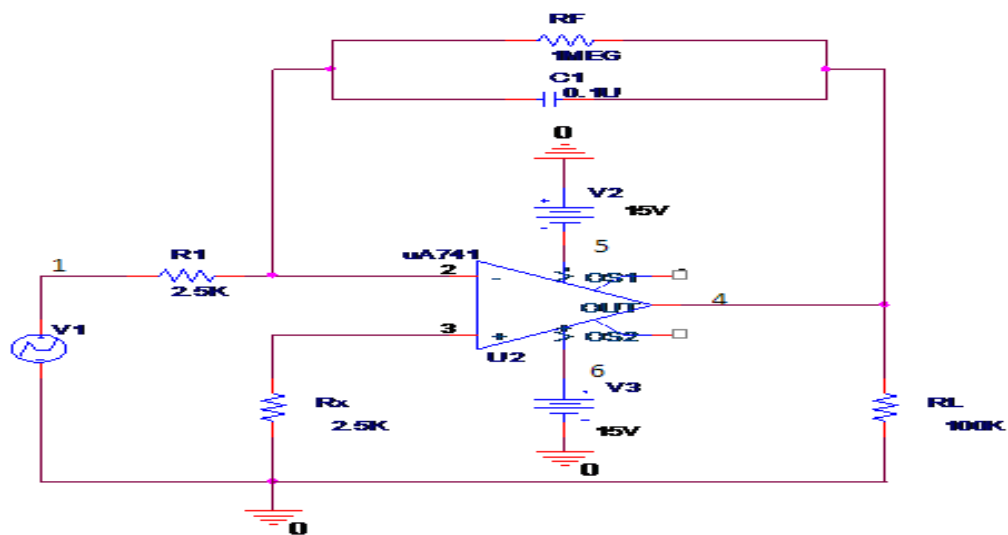 RF
1MEG
C1
0.1U
0
V2
15V
5
uA741
R1
1
2
2.5K
-
OS1
OUT
4
V1
3
+
OS2
U2
6
V3
Rx
2.5K
15V
RL
100K
0
0